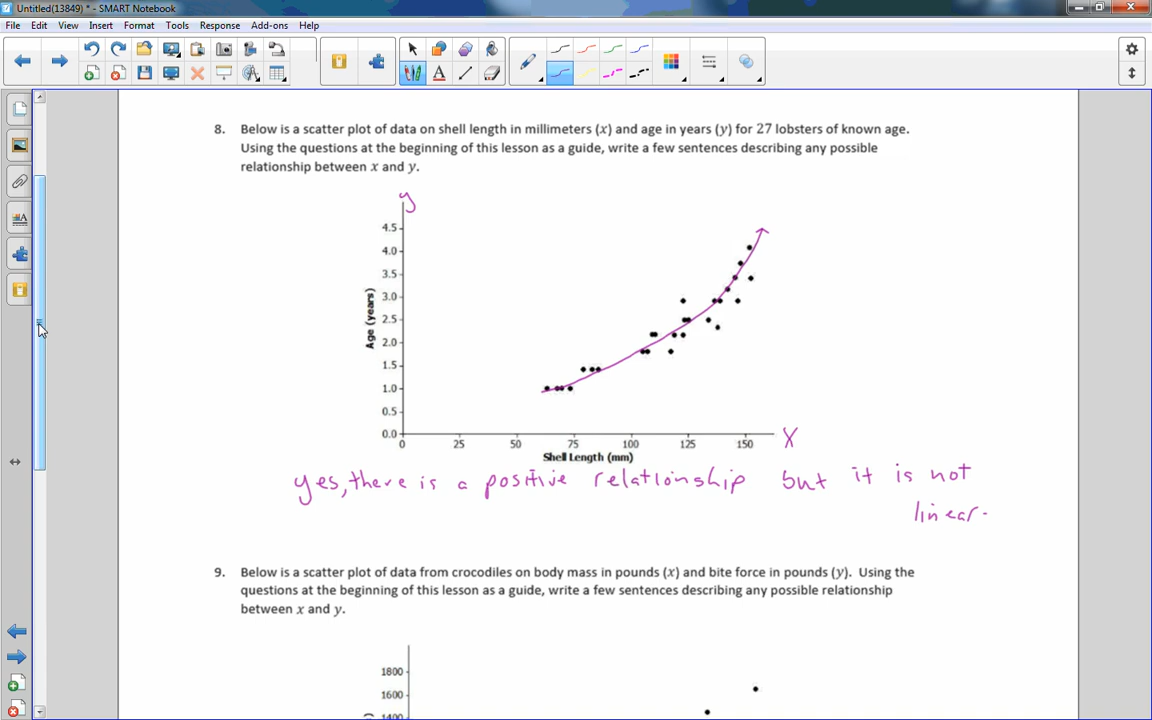 Untitled(13849) * - SMART Notebook
File Edit View Insert Format Tools Response Add-ons Help
8. Below is a scatter plot of data on shell length in millimeters (x) and age in years (y) for 27 lobsters of known age.
Using the questions at the beginning of this lesson as a guide, write a few sentences describing any possible
relationship between x and y.
y
4.5
4.0
3.5
3.0
2.5
2.0
1.5
1.0
0.5
0.0
Age (years)
0 25 50 75 100 125 150
X
Shell Length (mm)
yes, there is a positive relationship but it is not
linear.
9. Below is a scatter plot of data from crocodiles on body mass in pounds (x) and bite force in pounds (y). Using the
questions at the beginning of this lesson as a guide, write a few sentences describing any possible relationship
between x and y.
1800
1600
1400